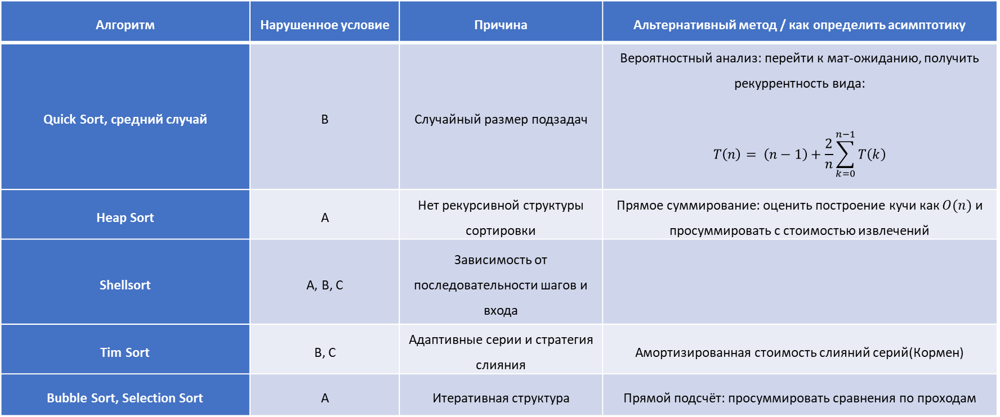 Алгоритм
Нарушенное условие
Причина
Альтернативный метод / как определить асимптотику
Quick Sort, средний случай
B
Случайный размер подзадач
Вероятностный анализ: перейти к мат-ожиданию, получить
рекуррентность вида:
T(n) = (n − 1) + \frac{2}{n} \sum_{k=0}^{n−1} T(k)
Heap Sort
A
Нет рекурсивной структуры
сортировки
Прямое суммирование: оценить построение кучи как O(n) и
просуммировать с стоимостью извлечений
Shellsort
A, B, C
Зависимость от
последовательности шагов и
входа
Tim Sort
B, C
Адаптивные серии и стратегия
слияния
Амортизированная стоимость слияний серий(Кормен)
Bubble Sort, Selection Sort
A
Итеративная структура
Прямой подсчёт: просуммировать сравнения по проходам